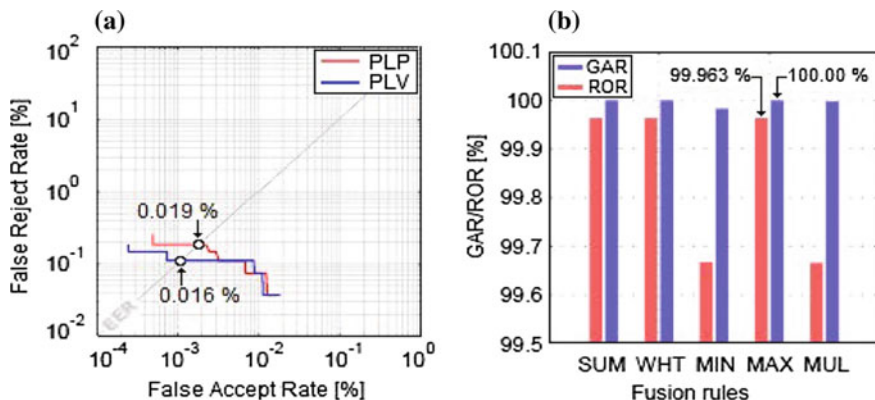 (a)
10^2
10^1
10^0
10^-1
10^-2
False Reject Rate [%]
PLP
PLV
0.019 %
0.016 %
EER
10^-4
10^-3
10^-2
10^-1
10^0
False Accept Rate [%]
(b)
100.1
100
99.9
99.7
99.6
99.5
GAR/ROR [%]
GAR
ROR
99.963 %
100.00 %
SUM WHT MIN MAX MUL
Fusion rules